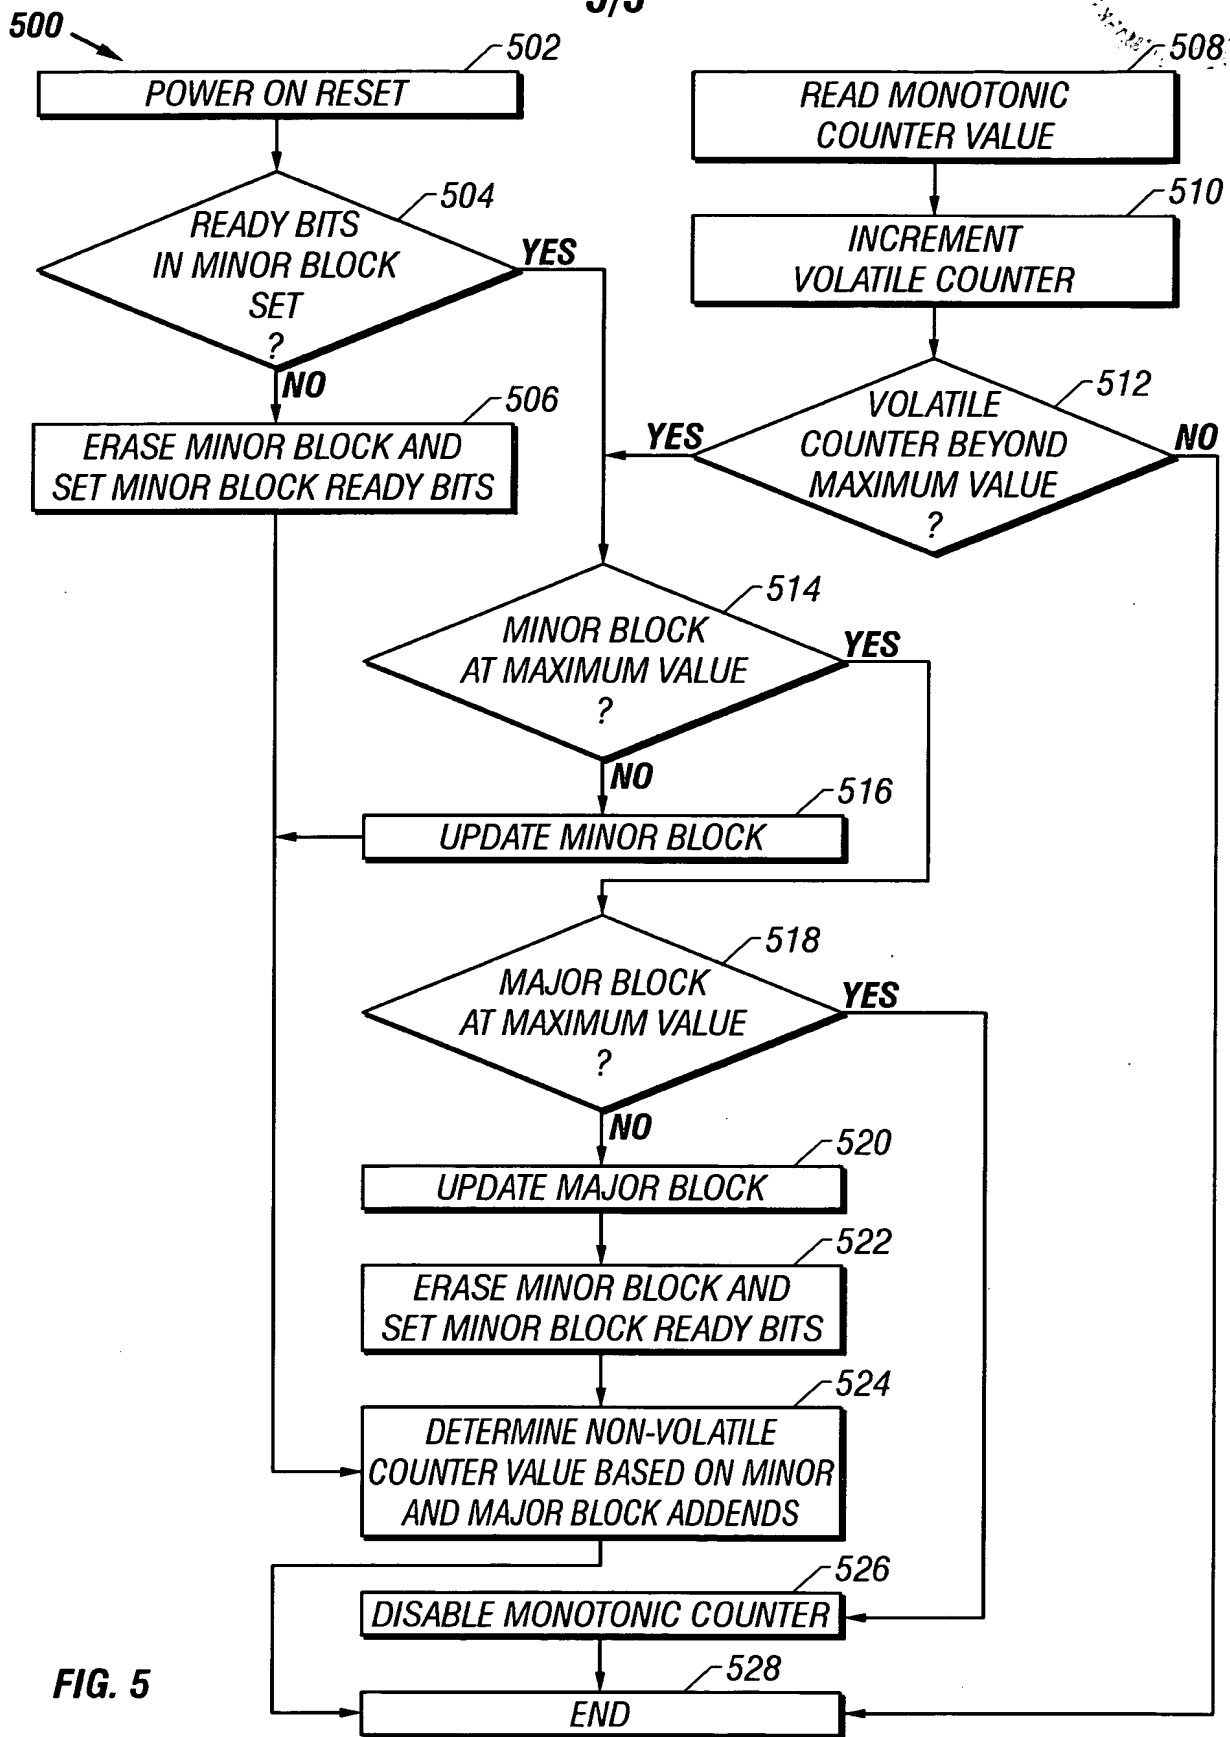 5/5
500
502
POWER ON RESET
504
READY BITS
IN MINOR BLOCK
SET
?
YES
NO
506
ERASE MINOR BLOCK AND
SET MINOR BLOCK READY BITS
508
READ MONOTONIC
COUNTER VALUE
510
INCREMENT
VOLATILE COUNTER
512
VOLATILE
COUNTER BEYOND
MAXIMUM VALUE
?
YES
NO
514
MINOR BLOCK
AT MAXIMUM VALUE
?
YES
NO
516
UPDATE MINOR BLOCK
518
MAJOR BLOCK
AT MAXIMUM VALUE
?
YES
NO
520
UPDATE MAJOR BLOCK
522
ERASE MINOR BLOCK AND
SET MINOR BLOCK READY BITS
524
DETERMINE NON-VOLATILE
COUNTER VALUE BASED ON MINOR
AND MAJOR BLOCK ADDENDS
526
DISABLE MONOTONIC COUNTER
528
END
FIG. 5